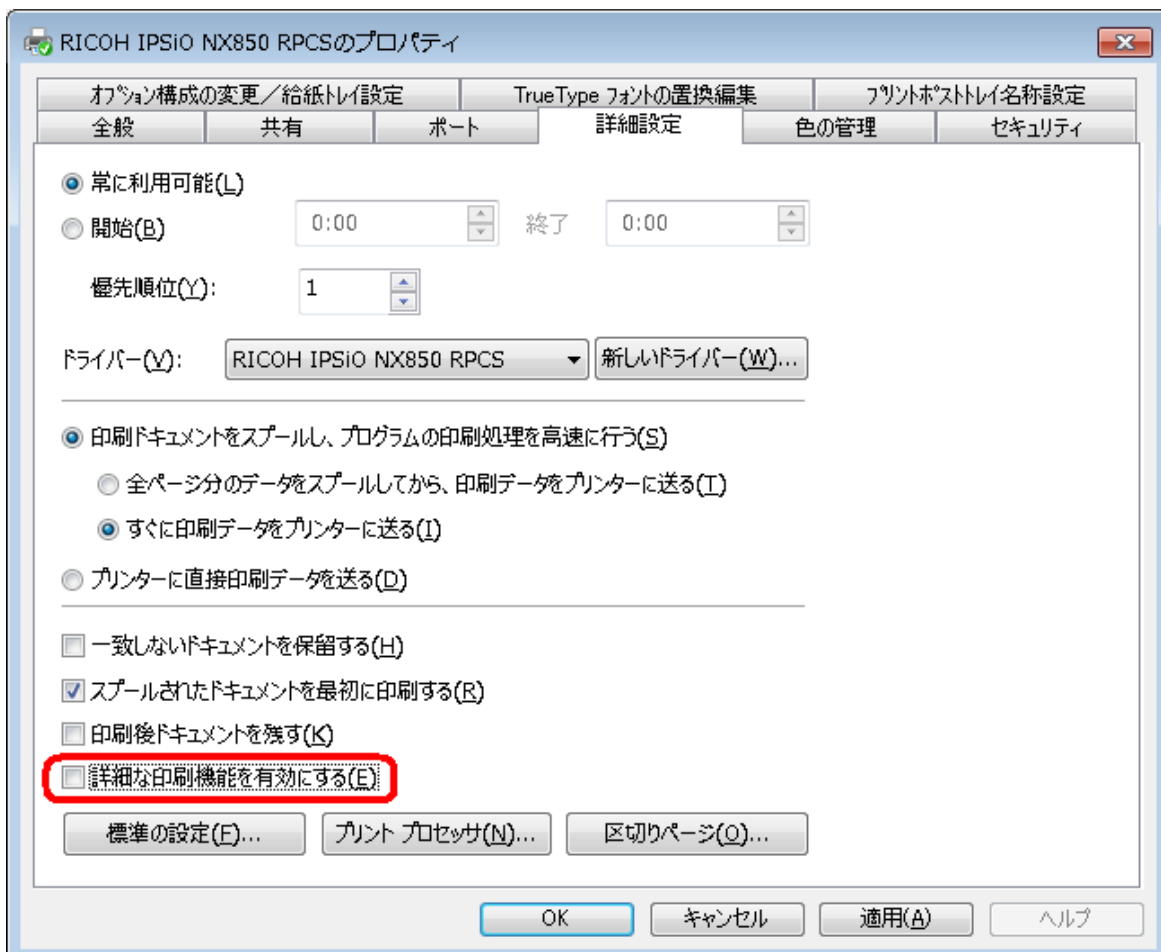 RICOH IPSiO NX850 RPCSのプロパティ
オプション構成の変更／給紙トレイ設定 TrueType フォントの置換編集 プリントポストトレイ名称設定
全般 共有 ポート 詳細設定 色の管理 セキュリティ
常に利用可能(L)
開始(B) 0:00 終了 0:00
優先順位(Y): 1
ドライバー(V): RICOH IPSiO NX850 RPCS 新しいドライバー(W)...
印刷ドキュメントをスプールし、プログラムの印刷処理を高速に行う(S)
全ページ分のデータをスプールしてから、印刷データをプリンターに送る(T)
すぐに印刷データをプリンターに送る(I)
プリンターに直接印刷データを送る(D)
一致しないドキュメントを保留する(H)
スプールされたドキュメントを最初に印刷する(R)
印刷後ドキュメントを残す(K)
詳細な印刷機能を有効にする(E)
標準の設定(F)... プリント プロセッサ(N)... 区切りページ(O)...
OK キャンセル 適用(A) ヘルプ